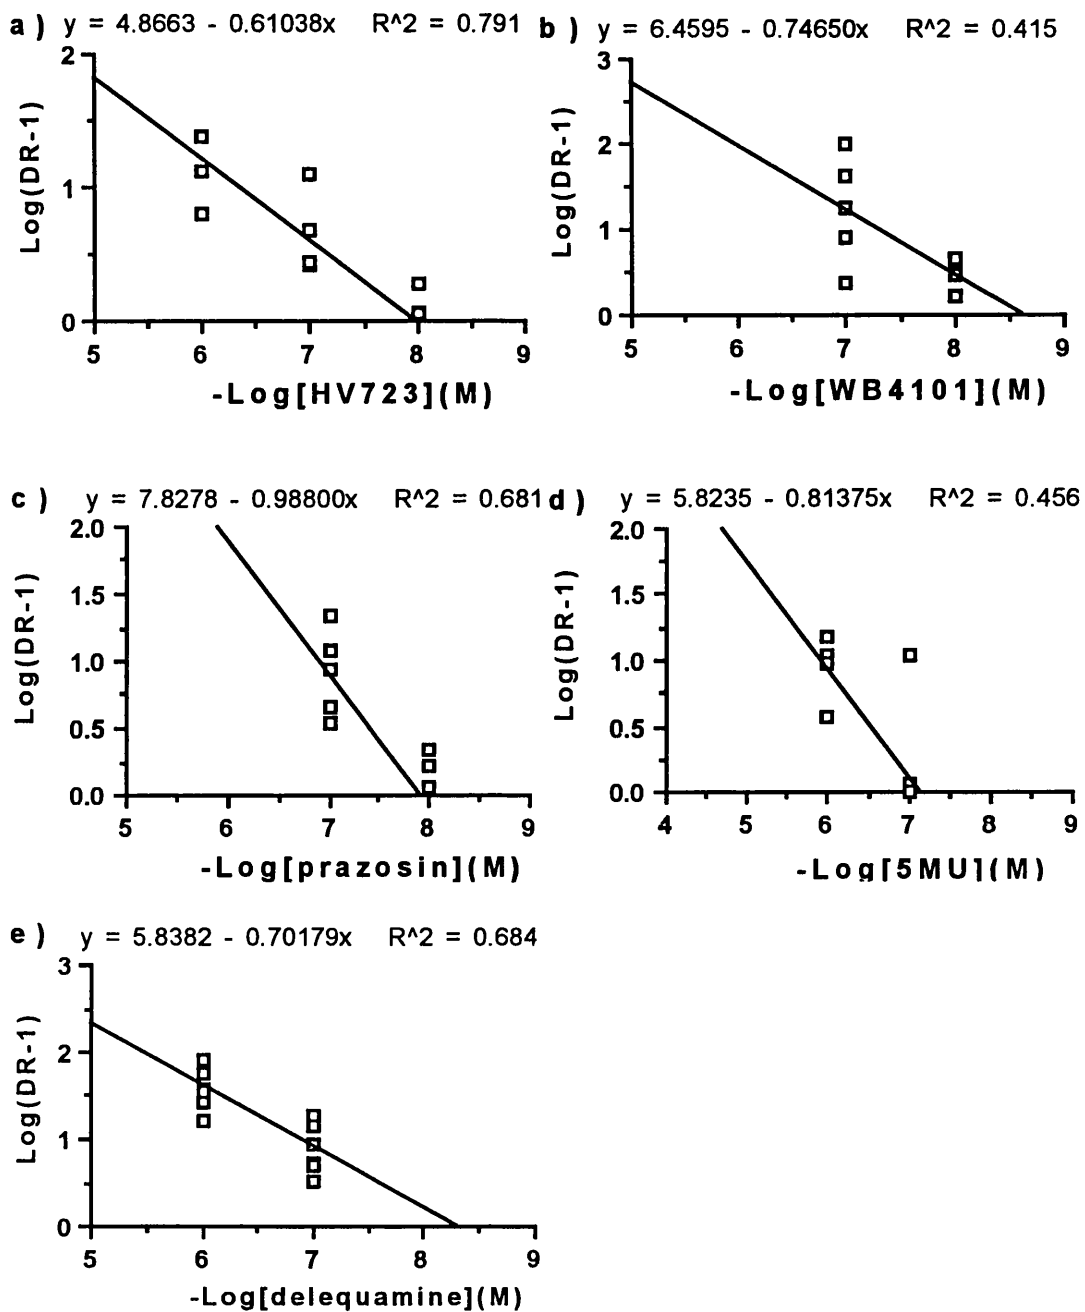 a ) y = 4.8663 - 0.61038x R^2 = 0.791
2
1
0
5 6 7 8 9
Log(DR-1)
-Log[HV723](M)
b ) y = 6.4595 - 0.74650x R^2 = 0.415
3
2
1
0
5 6 7 8 9
Log(DR-1)
-Log[WB4101](M)
c ) y = 7.8278 - 0.98800x R^2 = 0.681
2.0
1.5
1.0
0.5
0.0
5 6 7 8 9
Log(DR-1)
-Log[prazosin](M)
d ) y = 5.8235 - 0.81375x R^2 = 0.456
2.0
1.5
1.0
0.5
0.0
4 5 6 7 8 9
Log(DR-1)
-Log[5MU](M)
e ) y = 5.8382 - 0.70179x R^2 = 0.684
3
2
1
0
5 6 7 8 9
Log(DR-1)
-Log[delequamine](M)